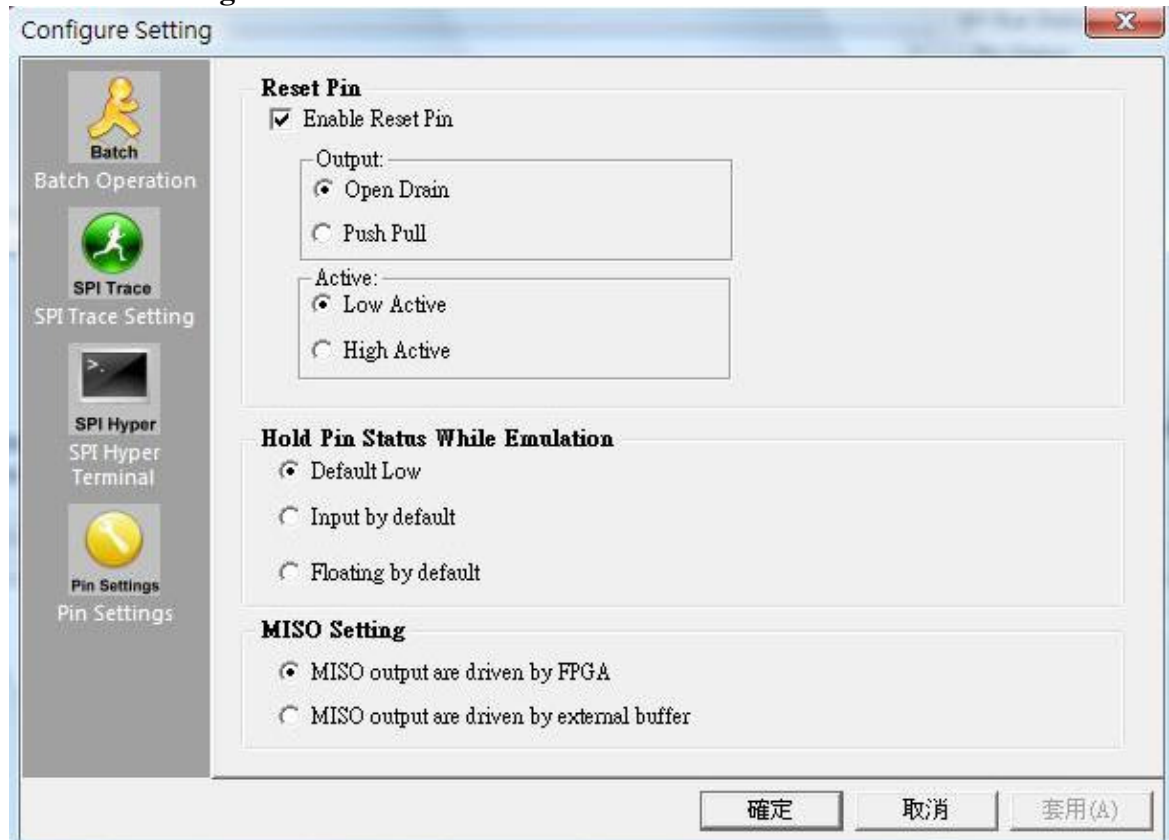 Configure Setting
Batch
Batch Operation
SPI Trace
SPI Trace Setting
>.
SPI Hyper
SPI Hyper
Terminal
Pin Settings
Pin Settings
Reset Pin
Enable Reset Pin
Output:
Open Drain
Push Pull
Active:
Low Active
High Active
Hold Pin Status While Emulation
Default Low
Input by default
Floating by default
MISO Setting
MISO output are driven by FPGA
MISO output are driven by external buffer
確定
取消
套用(A)